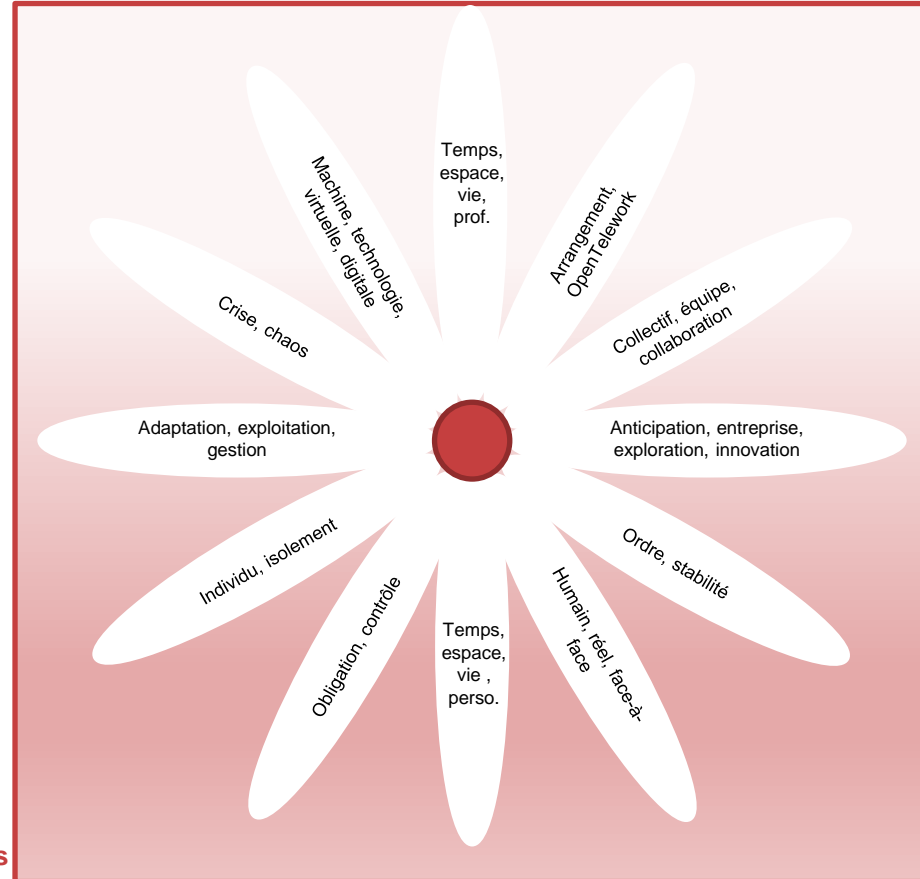 Temps,
espace,
vie,
prof.
Arrangement,
OpenTelework
Collectif, équipe,
collaboration
Anticipation, entreprise,
exploration, innovation
Ordre, stabilité
Humain, réel, face-à-
face
Temps,
espace,
vie ,
perso.
Obligation, contrôle
Individu, isolement
Adaptation, exploitation,
gestion
Crise, chaos
Machine, technologie,
virtuelle, digitale
s